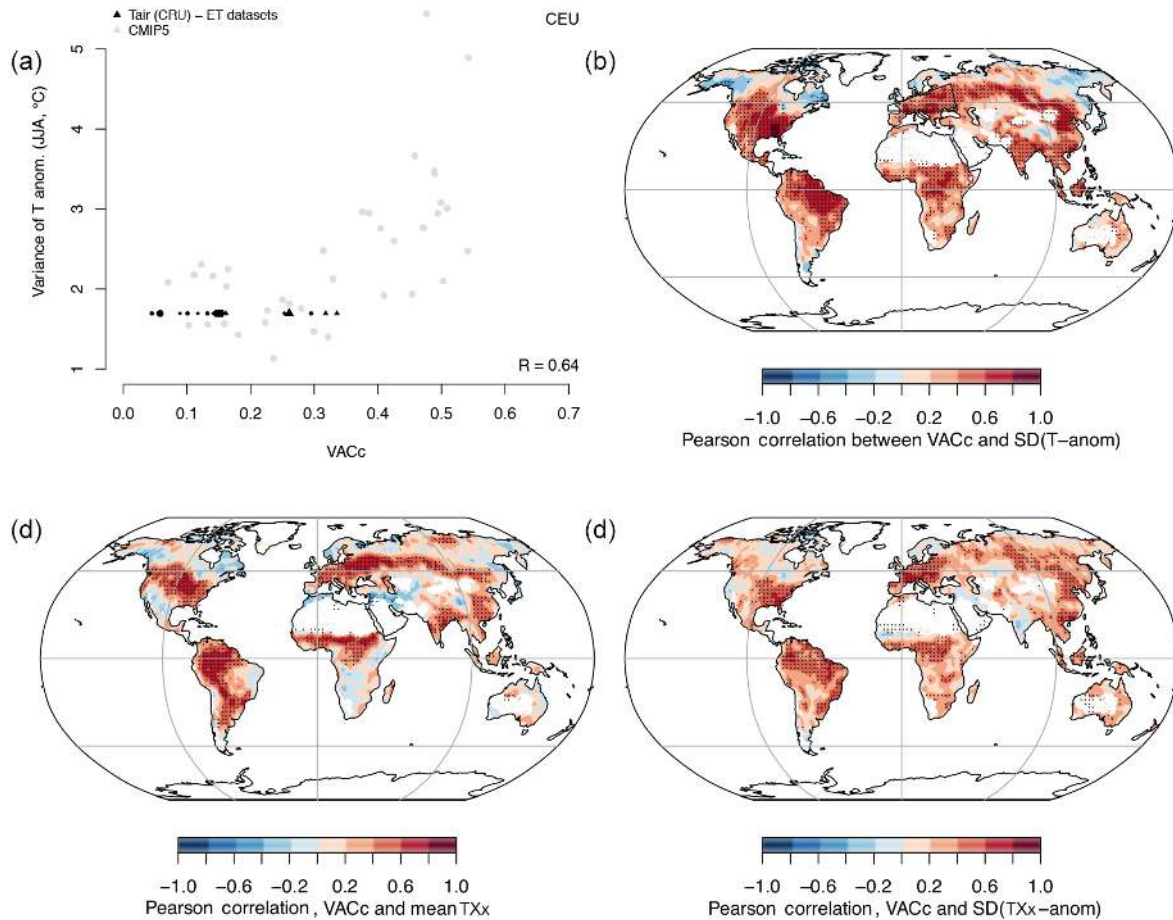 ▲ Tair (CRU) − ET datasets
▲ CMIP5
CEU
(a)
Variance of T anom. (JJA, °C)
5
4
3
2
1
R = 0.64
0.0 0.1 0.2 0.3 0.4 0.5 0.6 0.7
VACc
(b)
−1.0 −0.6 −0.2 0.2 0.6 1.0
Pearson correlation between VACc and SD(T−anom)
(d)
−1.0 −0.6 −0.2 0.2 0.6 1.0
Pearson correlation , VACc and mean TXx
(d)
−1.0 −0.6 −0.2 0.2 0.6 1.0
Pearson correlation , VACc and SD(TXx−anom)